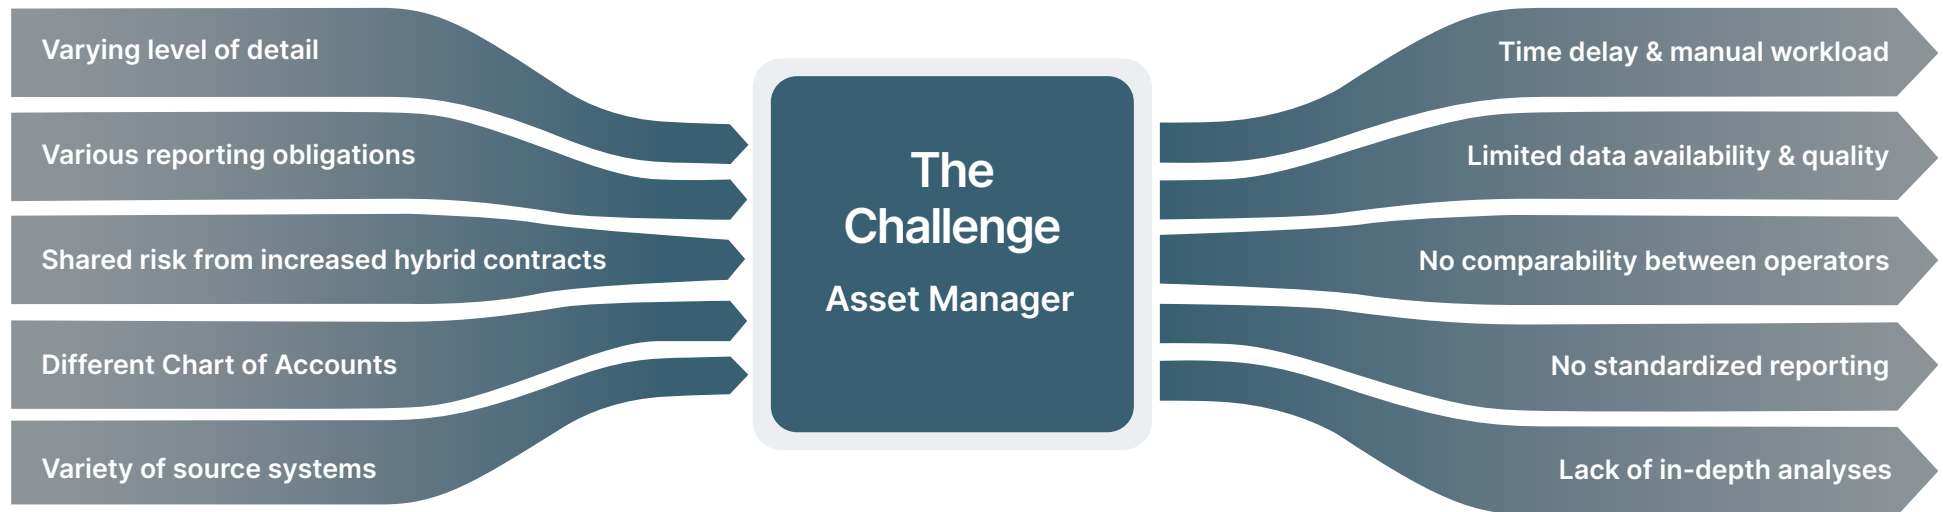 Varying level of detail
Various reporting obligations
Shared risk from increased hybrid contracts
Different Chart of Accounts
Variety of source systems
The
Challenge
Asset Manager
Time delay & manual workload
Limited data availability & quality
No comparability between operators
No standardized reporting
Lack of in-depth analyses